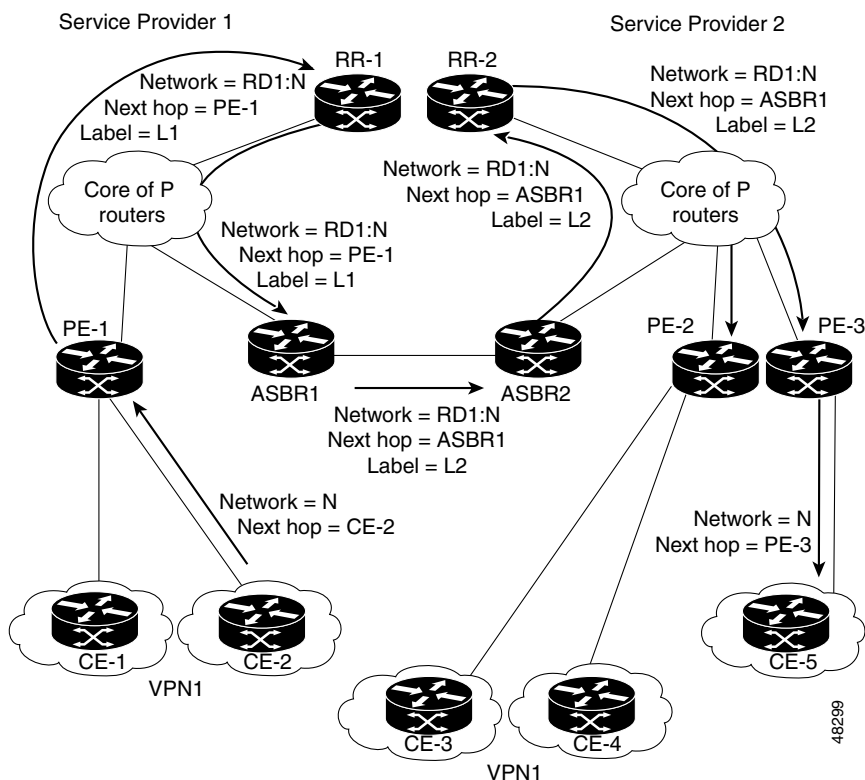 Service Provider 1
Service Provider 2
RR-1
RR-2
Network = RD1:N
Next hop = PE-1
Label = L1
Network = RD1:N
Next hop = ASBR1
Label = L2
Network = RD1:N
Next hop = ASBR1
Label = L2
Core of P
routers
Core of P
routers
Network = RD1:N
Next hop = PE-1
Label = L1
PE-1
PE-2
PE-3
ASBR1
ASBR2
Network = RD1:N
Next hop = ASBR1
Label = L2
Network = N
Next hop = CE-2
Network = N
Next hop = PE-3
CE-1
CE-2
CE-5
VPN1
CE-3
CE-4
VPN1
48299